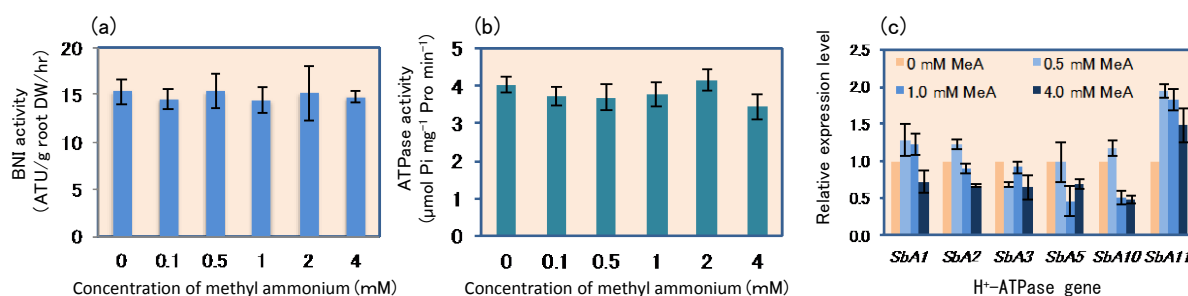 (a)
BNI activity
(ATU/g root DW/hr)
20
15
10
5
0
0 0.1 0.5 1 2 4
Concentration of methyl ammonium (mM)
(b)
ATPase activity
(μmol Pi mg⁻¹ Pro min⁻¹)
5
4
3
2
1
0
0 0.1 0.5 1 2 4
Concentration of methyl ammonium (mM)
(c)
Relative expression level
2.5
2.0
1.5
1.0
0.5
0.0
0 mM MeA 0.5 mM MeA
1.0 mM MeA 4.0 mM MeA
SbA1 SbA2 SbA3 SbA5 SbA10 SbA11
H⁺-ATPase gene